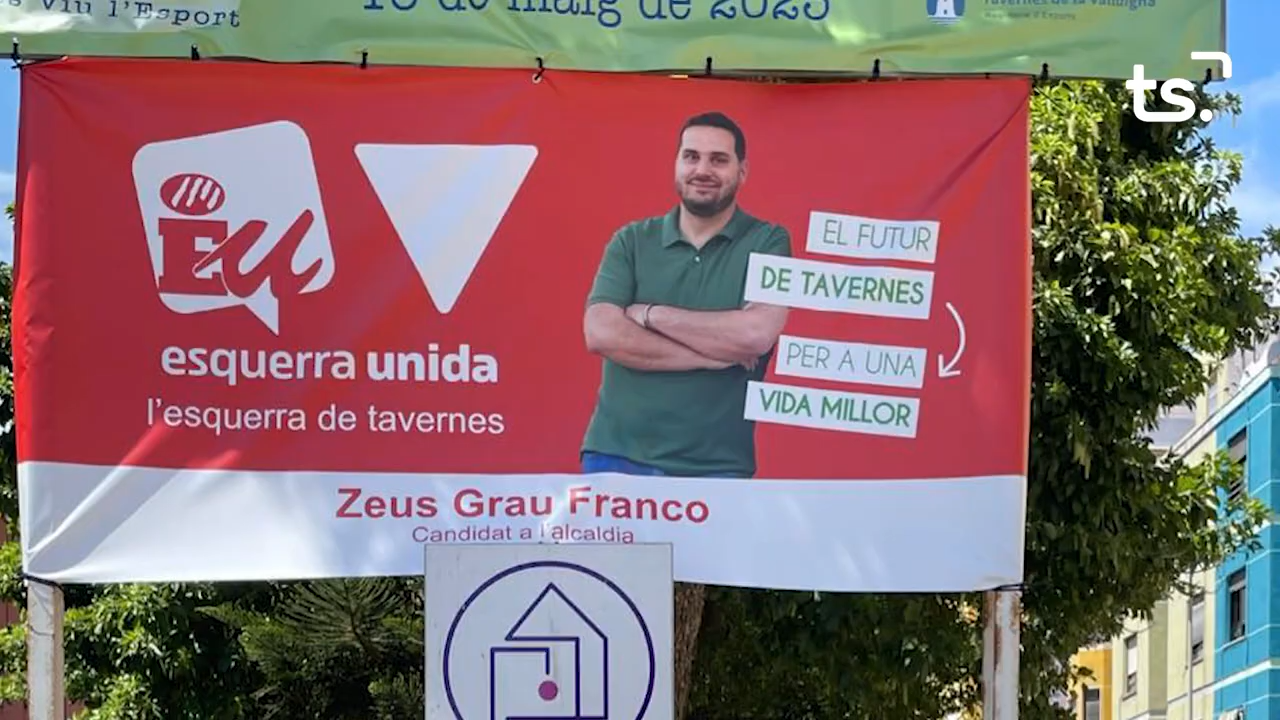 Viu l'Esport
de maig de 2023
Tavernes de la Valldigna
ts.
EU
esquerra unida
l'esquerra de tavernes
EL FUTUR
DE TAVERNES
PER A UNA
VIDA MILLOR
Zeus Grau Franco
Candidat a l'alcaldia